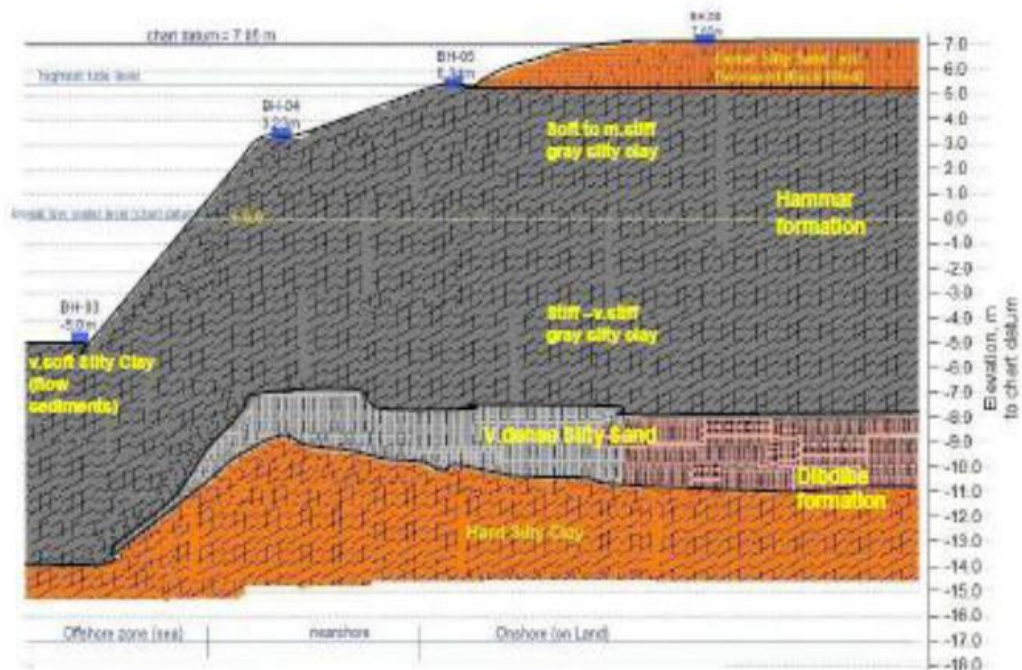 chart datum = 7.05 m
BH-06
7.0
6.0
5.0
4.0
3.0
2.0
1.0
0.0
-1.0
-2.0
-3.0
-4.0
-5.0
-6.0
-7.0
-8.0
-9.0
-10.0
-11.0
-12.0
-13.0
-14.0
-15.0
-16.0
-17.0
-18.0
Elevation, m
to chart datum
highest tide level
BH-05
BH-04
Soft to m.stiff
gray silty clay
Hammar
formation
BH-03
-5.0m
Stiff -v.stiff
gray silty clay
v.soft Silty Clay
(flow
sediments)
V.dense Silty Sand
Dibdiba
formation
Hard Silty Clay
Offshore zone (sea)
nearshore
Onshore (on Land)